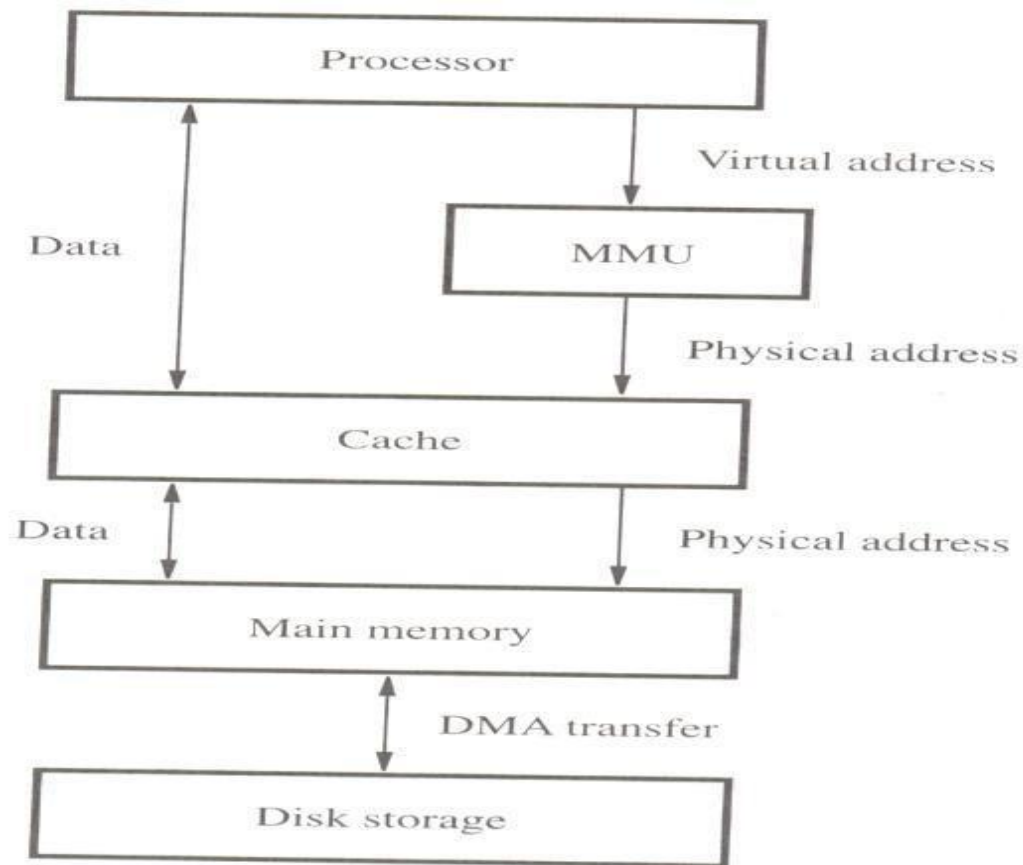 Processor
Virtual address
Data
MMU
Physical address
Cache
Data
Physical address
Main memory
DMA transfer
Disk storage